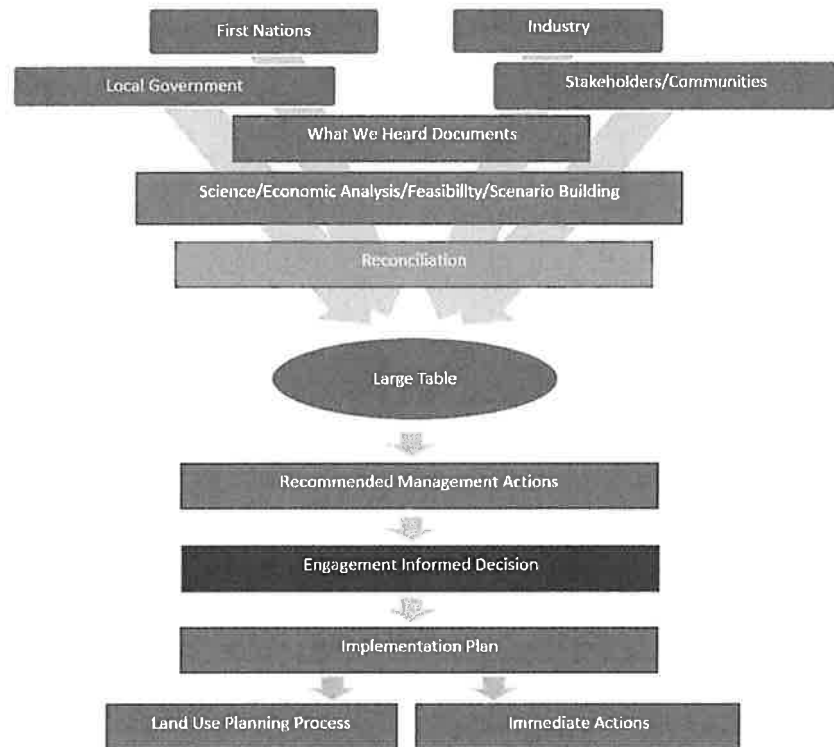 First Nations
Industry
Local Government
Stakeholders/Communities
What We Heard Documents
Science/Economic Analysis/Feasibility/Scenario Building
Reconciliation
Large Table
Recommended Management Actions
Engagement Informed Decision
Implementation Plan
Land Use Planning Process
Immediate Actions